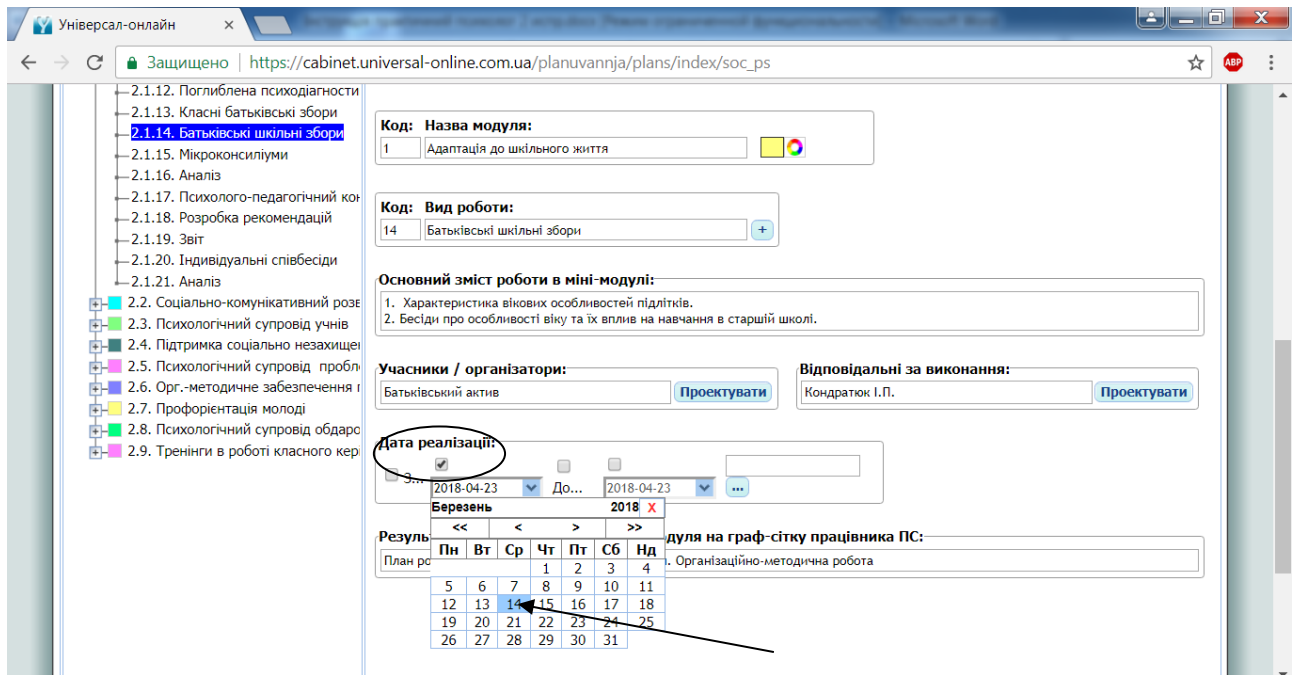 Універсал-онлайн
Защищено | https://cabinet.universal-online.com.ua/planuvannja/plans/index/soc_ps
ABP
2.1.12. Поглиблена психодіагности
2.1.13. Класні батьківські збори
2.1.14. Батьківські шкільні збори
2.1.15. Мікроконсиліуми
2.1.16. Аналіз
2.1.17. Психолого-педагогічний кон
2.1.18. Розробка рекомендацій
2.1.19. Звіт
2.1.20. Індивідуальні співбесіди
2.1.21. Аналіз
2.2. Соціально-комунікативний розв
2.3. Психологічний супровід учнів
2.4. Підтримка соціально незахищен
2.5. Психологічний супровід пробл
2.6. Орг.-методичне забезпечення п
2.7. Профорієнтація молоді
2.8. Психологічний супровід обдаро
2.9. Тренінги в роботі класного кер
Код: Назва модуля:
1 Адаптація до шкільного життя
Код: Вид роботи:
14 Батьківські шкільні збори +
Основний зміст роботи в міні-модулі:
1. Характеристика вікових особливостей підлітків.
2. Бесіди про особливості віку та їх вплив на навчання в старшій школі.
Учасники / організатори: Відповідальні за виконання:
Батьківський актив Проектувати Кондратюк І.П. Проектувати
Дата реалізації:
З... 2018-04-23 До... 2018-04-23 ...
Березень 2018 X
<< < > >>
Пн Вт Ср Чт Пт Сб Нд
1 2 3 4
5 6 7 8 9 10 11
12 13 14 15 16 17 18
19 20 21 22 23 24 25
26 27 28 29 30 31
Резуль дуля на граф-сітку працівника ПС:
План ро . Організаційно-методична робота